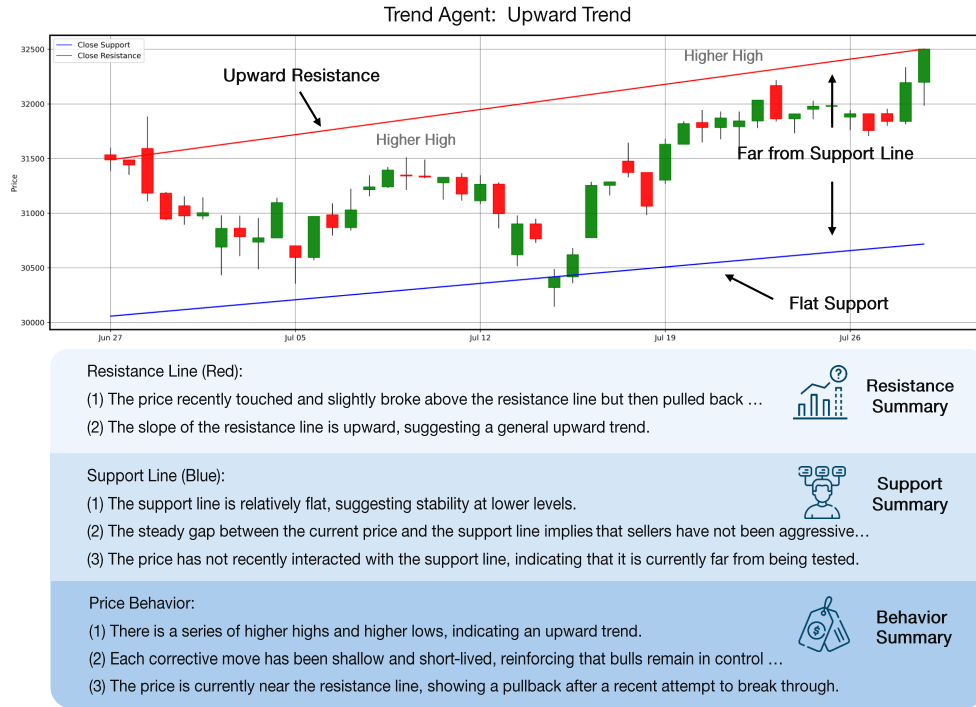 Trend Agent: Upward Trend
Close Support
Close Resistance
32500
32000
31500
31000
30500
30000
Price
Upward Resistance
Higher High
Higher High
Far from Support Line
Flat Support
Jun 27
Jul 05
Jul 12
Jul 19
Jul 26
Resistance Line (Red):
(1) The price recently touched and slightly broke above the resistance line but then pulled back ...
(2) The slope of the resistance line is upward, suggesting a general upward trend.
?
Resistance
Summary
Support Line (Blue):
(1) The support line is relatively flat, suggesting stability at lower levels.
(2) The steady gap between the current price and the support line implies that sellers have not been aggressive...
(3) The price has not recently interacted with the support line, indicating that it is currently far from being tested.
Support
Summary
Price Behavior:
(1) There is a series of higher highs and higher lows, indicating an upward trend.
(2) Each corrective move has been shallow and short-lived, reinforcing that bulls remain in control ...
(3) The price is currently near the resistance line, showing a pullback after a recent attempt to break through.
$
Behavior
Summary